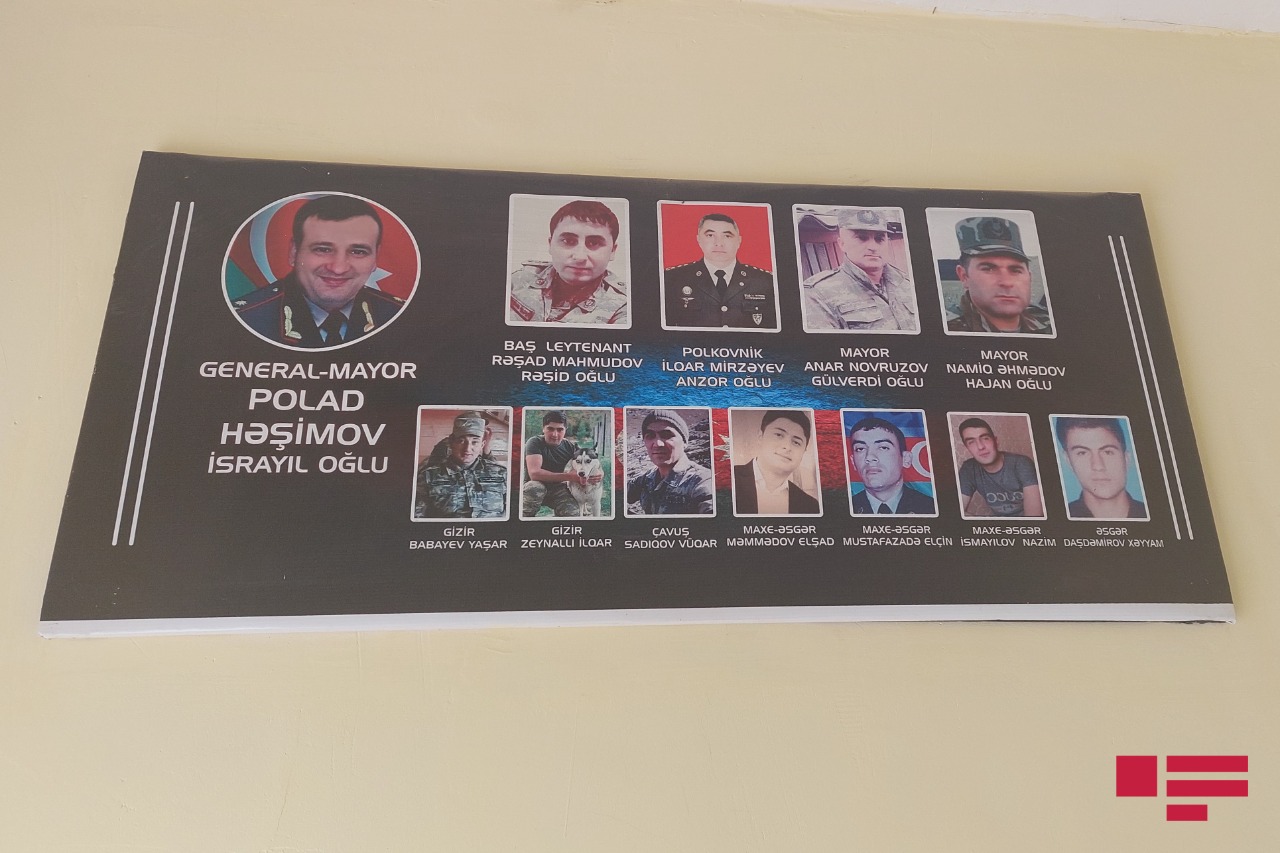 GENERAL-MAYOR
POLAD
HƏŞİMOV
İSRAYIL OĞLU
BAŞ LEYTENANT
RƏŞAD MAHMUDOV
RƏŞİD OĞLU
POLKOVNİK
İLQAR MİRZƏYEV
ANZOR OĞLU
MAYOR
ANAR NOVRUZOV
GÜLVERDİ OĞLU
MAYOR
NAMİQ ƏHMƏDOV
HAJAN OĞLU
GİZİR
BABAYEV YAŞAR
GİZİR
ZEYNALLI İLQAR
ÇAVUŞ
SADIQOV VÜQAR
MAXE-ƏSGƏR
MƏMMƏDOV ELŞAD
MAXE-ƏSGƏR
MUSTAFAZADƏ ELÇİN
MAXE-ƏSGƏR
İSMAYILOV NAZIM
ƏSGƏR
DAŞDƏMİROV XƏYYAM
GUCCI